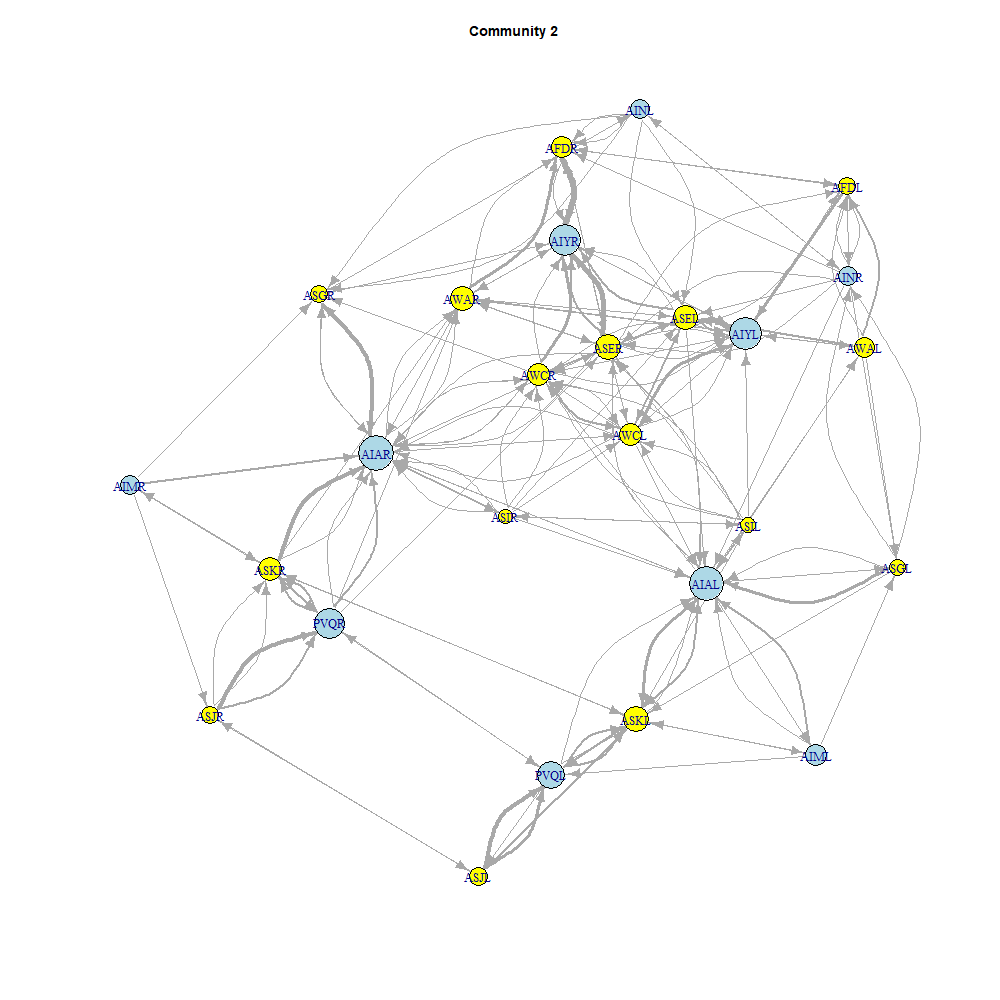 Community 2
AINL
AFDR
AFDL
AIYR
AINR
ASGR
AWAR
ASEL
AIYL
ASER
AWAL
AWCR
AWCL
AIAR
AIMR
ASIR
ASIL
ASKR
ASGL
AIAL
PVQR
ASJR
ASKL
AIML
PVQL
ASJL